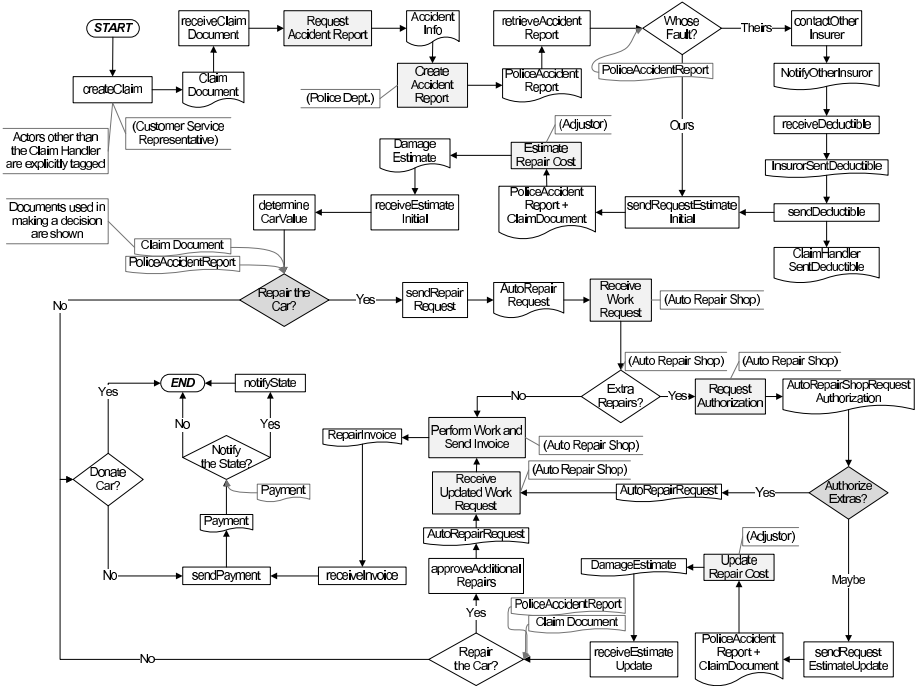 START
createClaim
Actors other than
the Claim Handler
are explicitly tagged
(Customer Service
Representative)
Claim
Document
receiveClaim
Document
Request
Accident Report
Accident
Info
(Police Dept.)
Create
Accident
Report
PoliceAccident
Report
retrieveAccident
Report
Whose
Fault?
PoliceAccidentReport
Theirs
Ours
contactOther
Insurer
NotifyOtherInsuror
receiveDeductible
InsurorSentDeductible
sendDeductible
ClaimHandler
SentDeductible
sendRequestEstimate
Initial
PoliceAccident
Report +
ClaimDocument
(Adjustor)
Estimate
Repair Cost
Damage
Estimate
receiveEstimate
Initial
determine
CarValue
Documents used in
making a decision
are shown
Claim Document
PoliceAccidentReport
Repair the
Car?
No
Yes
sendRepair
Request
AutoRepair
Request
Receive
Work
Request
(Auto Repair Shop)
(Auto Repair Shop)
Extra
Repairs?
No
Yes
(Auto Repair Shop)
Request
Authorization
AutoRepairShopRequest
Authorization
Authorize
Extras?
Yes
AutoRepairRequest
Maybe
sendRequest
EstimateUpdate
PoliceAccident
Report +
ClaimDocument
(Adjustor)
Update
Repair Cost
DamageEstimate
receiveEstimate
Update
PoliceAccidentReport
Claim Document
Repair
the Car?
Yes
No
approveAdditional
Repairs
AutoRepairRequest
Receive
Updated Work
Request
(Auto Repair Shop)
Perform Work and
Send Invoice
(Auto Repair Shop)
RepairInvoice
receiveInvoice
sendPayment
Payment
Payment
Notify
the State?
No
Yes
notifyState
END
Donate
Car?
Yes
No